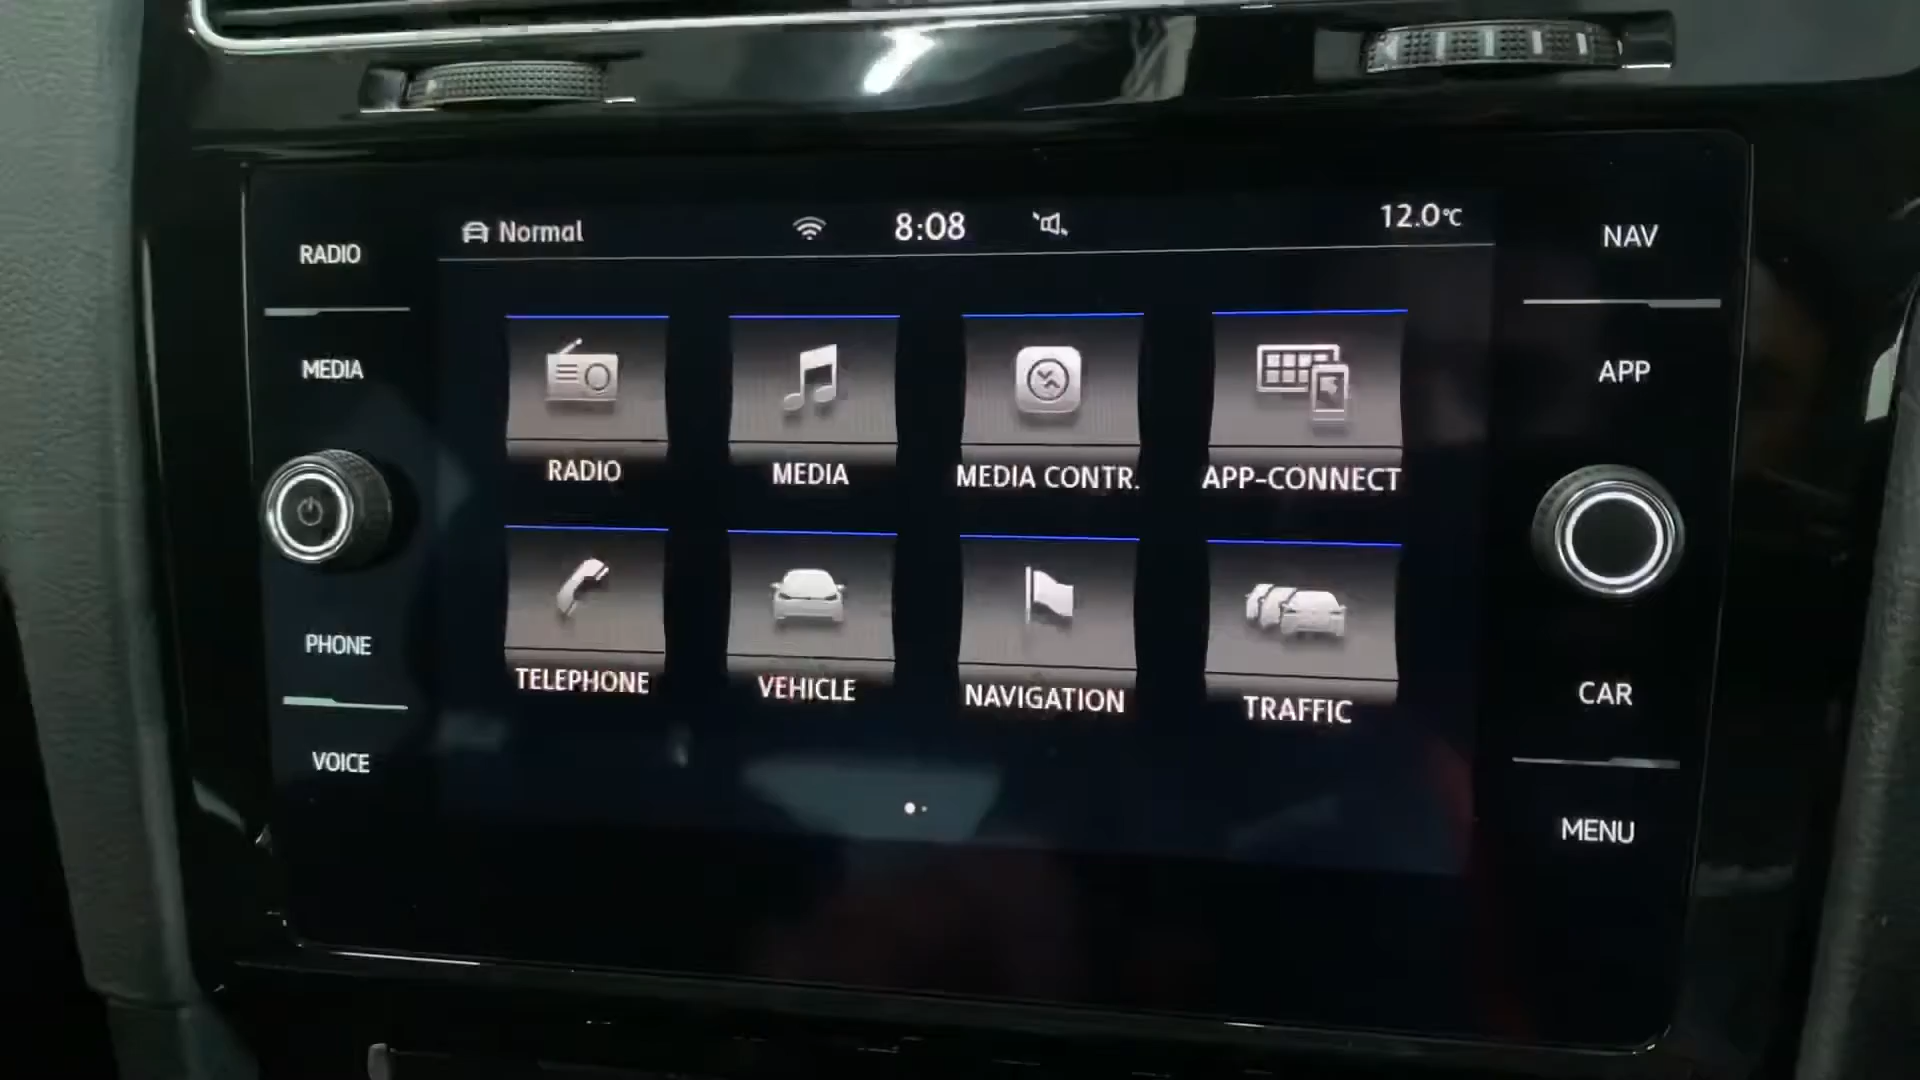 Normal 8:08 12.0°C
RADIO
MEDIA
PHONE
VOICE
RADIO MEDIA MEDIA CONTR. APP-CONNECT
TELEPHONE VEHICLE NAVIGATION TRAFFIC
NAV
APP
CAR
MENU